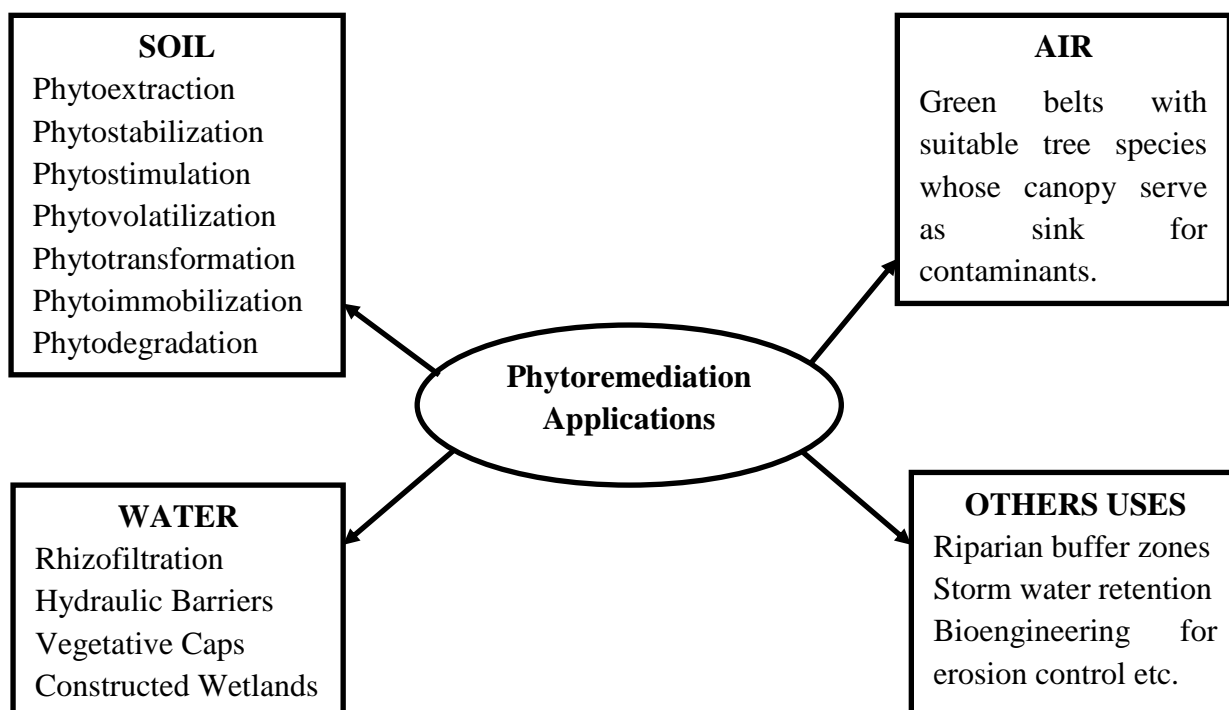 SOIL
Phytoextraction
Phytostabilization
Phytostimulation
Phytovolatilization
Phytotransformation
Phytoimmobilization
Phytodegradation
AIR
Green belts with
suitable tree species
whose canopy serve
as sink for
contaminants.
Phytoremediation
Applications
WATER
Rhizofiltration
Hydraulic Barriers
Vegetative Caps
Constructed Wetlands
OTHERS USES
Riparian buffer zones
Storm water retention
Bioengineering for
erosion control etc.